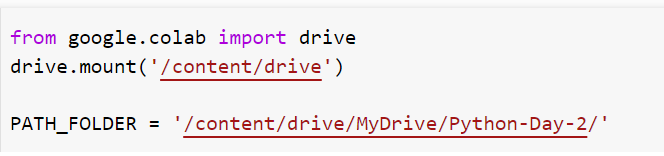 from google.colab import drive
drive.mount('/content/drive')
PATH_FOLDER = '/content/drive/MyDrive/Python-Day-2/'